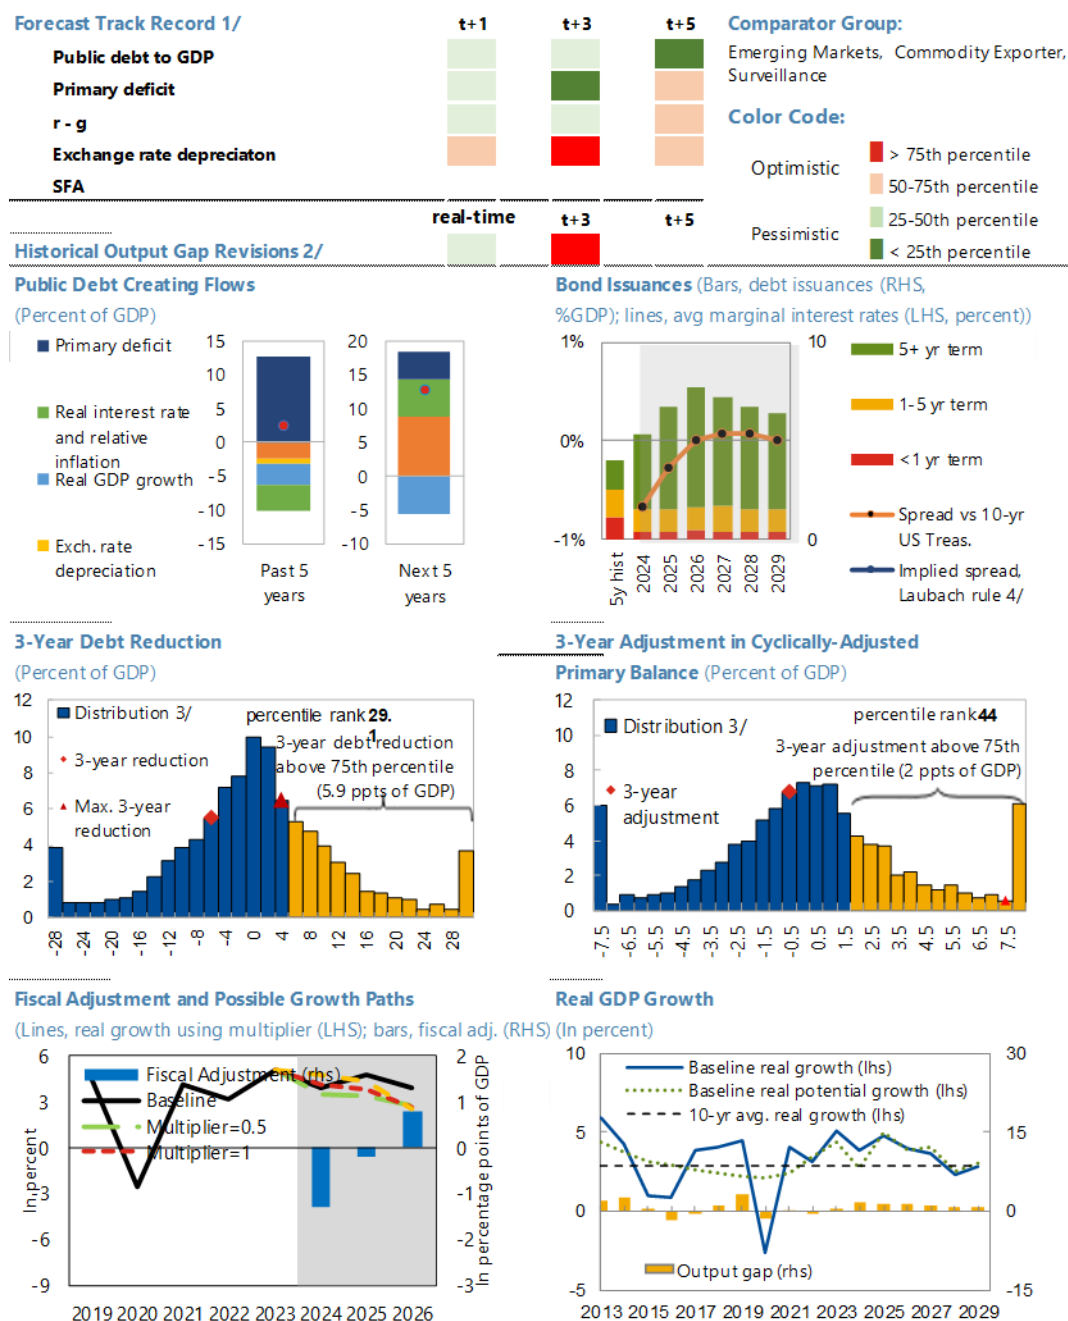 Forecast Track Record 1/ t+1 t+3 t+5
Public debt to GDP
Primary deficit
r - g
Exchange rate depreciaton
SFA
real-time t+3 t+5
Historical Output Gap Revisions 2/
Comparator Group:
Emerging Markets, Commodity Exporter,
Surveillance
Color Code:
Optimistic
> 75th percentile
50-75th percentile
25-50th percentile
Pessimistic
< 25th percentile
Public Debt Creating Flows
(Percent of GDP)
Primary deficit
Real interest rate
and relative
inflation
Real GDP growth
Exch. rate
depreciation
15
10
5
0
-5
-10
-15
Past 5
years
20
15
10
5
0
-5
-10
Next 5
years
Bond Issuances (Bars, debt issuances (RHS,
%GDP); lines, avg marginal interest rates (LHS, percent))
1%
0%
-1%
10
0
5y hist 2024 2025 2026 2027 2028 2029
5+ yr term
1-5 yr term
<1 yr term
Spread vs 10-yr
US Treas.
Implied spread,
Laubach rule 4/
3-Year Debt Reduction
(Percent of GDP)
12
10
8
6
4
2
0
Distribution 3/
3-year reduction
Max. 3-year
reduction
percentile rank 29.
1
3-year debt reduction
above 75th percentile
(5.9 ppts of GDP)
-28 -24 -20 -16 -12 -8 -4 0 4 8 12 16 20 24 28
3-Year Adjustment in Cyclically-Adjusted
Primary Balance (Percent of GDP)
12
10
8
6
4
2
0
Distribution 3/
3-year
adjustment
percentile rank 44
3-year adjustment above 75th
percentile (2 ppts of GDP)
-7.5 -6.5 -5.5 -4.5 -3.5 -2.5 -1.5 -0.5 0.5 1.5 2.5 3.5 4.5 5.5 6.5 7.5
Fiscal Adjustment and Possible Growth Paths
(Lines, real growth using multiplier (LHS); bars, fiscal adj. (RHS)
6
3
0
-3
-6
-9
In percent
Fiscal Adjustment (rhs)
Baseline
Multiplier=0.5
Multiplier=1
2
1
0
-1
-2
-3
In percentage points of GDP
2019 2020 2021 2022 2023 2024 2025 2026
Real GDP Growth
(In percent)
10
5
0
-5
Baseline real growth (lhs)
Baseline real potential growth (lhs)
10-yr avg. real growth (lhs)
Output gap (rhs)
30
15
0
-15
2013 2015 2017 2019 2021 2023 2025 2027 2029